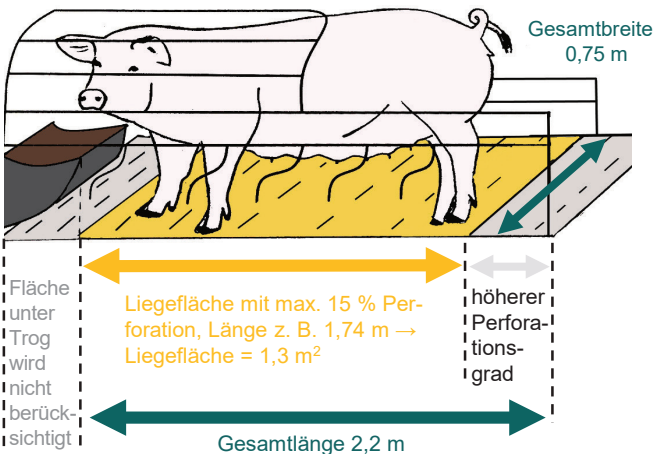 Gesamtbreite
0,75 m
Fläche
unter
Trog
wird
nicht
berück-
sichtigt
Liegefläche mit max. 15 % Per-
foration, Länge z. B. 1,74 m →
Liegefläche = 1,3 m²
höherer
Perfora-
tions-
grad
Gesamtlänge 2,2 m